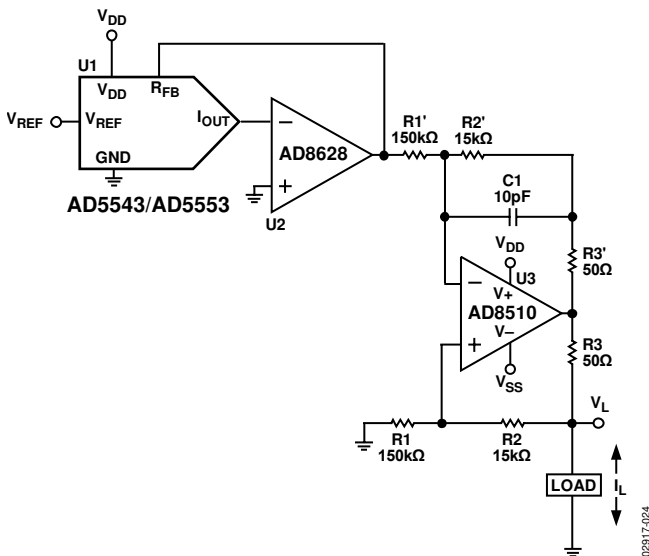 VDD
U1
VDD
RFB
VREF
VREF
IOUT
GND
AD5543/AD5553
−
AD8628
+
U2
R1'
150kΩ
R2'
15kΩ
C1
10pF
VDD
U3
V+
−
AD8510
+
V−
VSS
R3'
50Ω
R3
50Ω
VL
R1
150kΩ
R2
15kΩ
LOAD
IL
02917-024